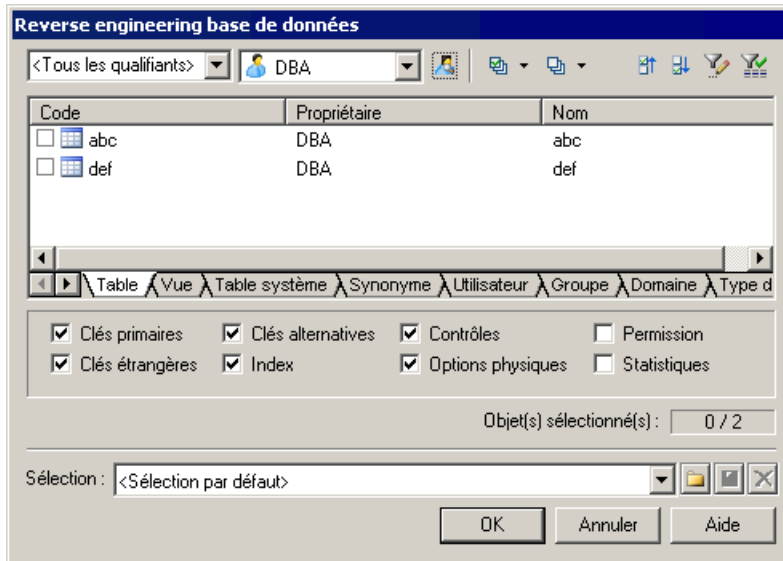 Reverse engineering base de données
<Tous les qualifiants> DBA
Code Propriétaire Nom
abc DBA abc
def DBA def
Table Vue Table système Synonyme Utilisateur Groupe Domaine Type d
Clés primaires Clés alternatives Contrôles Permission
Clés étrangères Index Options physiques Statistiques
Objet(s) sélectionné(s) : 0 / 2
Sélection : <Sélection par défaut>
OK Annuler Aide